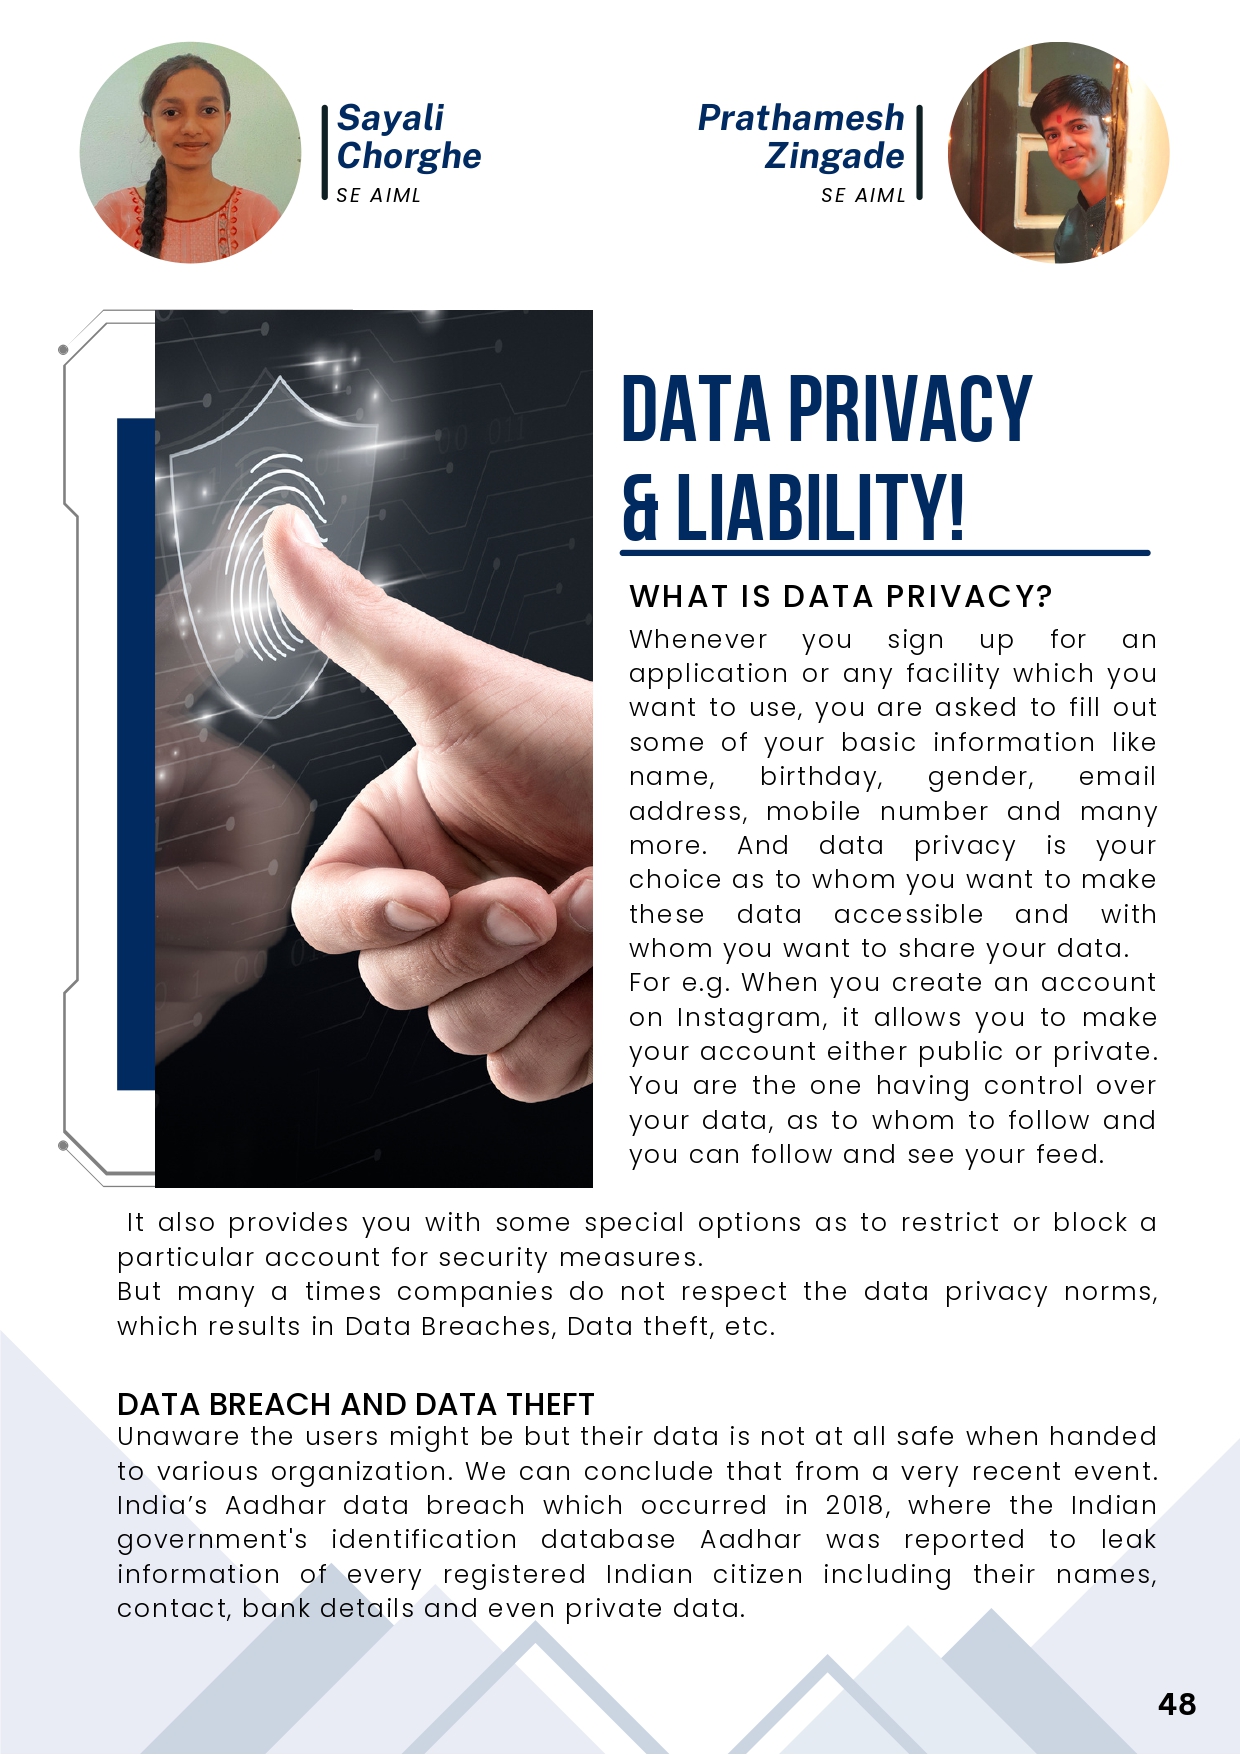 Sayali
Chorghe
SE AIML
Prathamesh
Zingade
SE AIML
DATA PRIVACY
& LIABILITY!
WHAT IS DATA PRIVACY?
Whenever you sign up for an
application or any facility which you
want to use, you are asked to fill out
some of your basic information like
name, birthday, gender, email
address, mobile number and many
more. And data privacy is your
choice as to whom you want to make
these data accessible and with
whom you want to share your data.
For e.g. When you create an account
on Instagram, it allows you to make
your account either public or private.
You are the one having control over
your data, as to whom to follow and
you can follow and see your feed.
It also provides you with some special options as to restrict or block a
particular account for security measures.
But many a times companies do not respect the data privacy norms,
which results in Data Breaches, Data theft, etc.
DATA BREACH AND DATA THEFT
Unaware the users might be but their data is not at all safe when handed
to various organization. We can conclude that from a very recent event.
India’s Aadhar data breach which occurred in 2018, where the Indian
government's identification database Aadhar was reported to leak
information of every registered Indian citizen including their names,
contact, bank details and even private data.
48